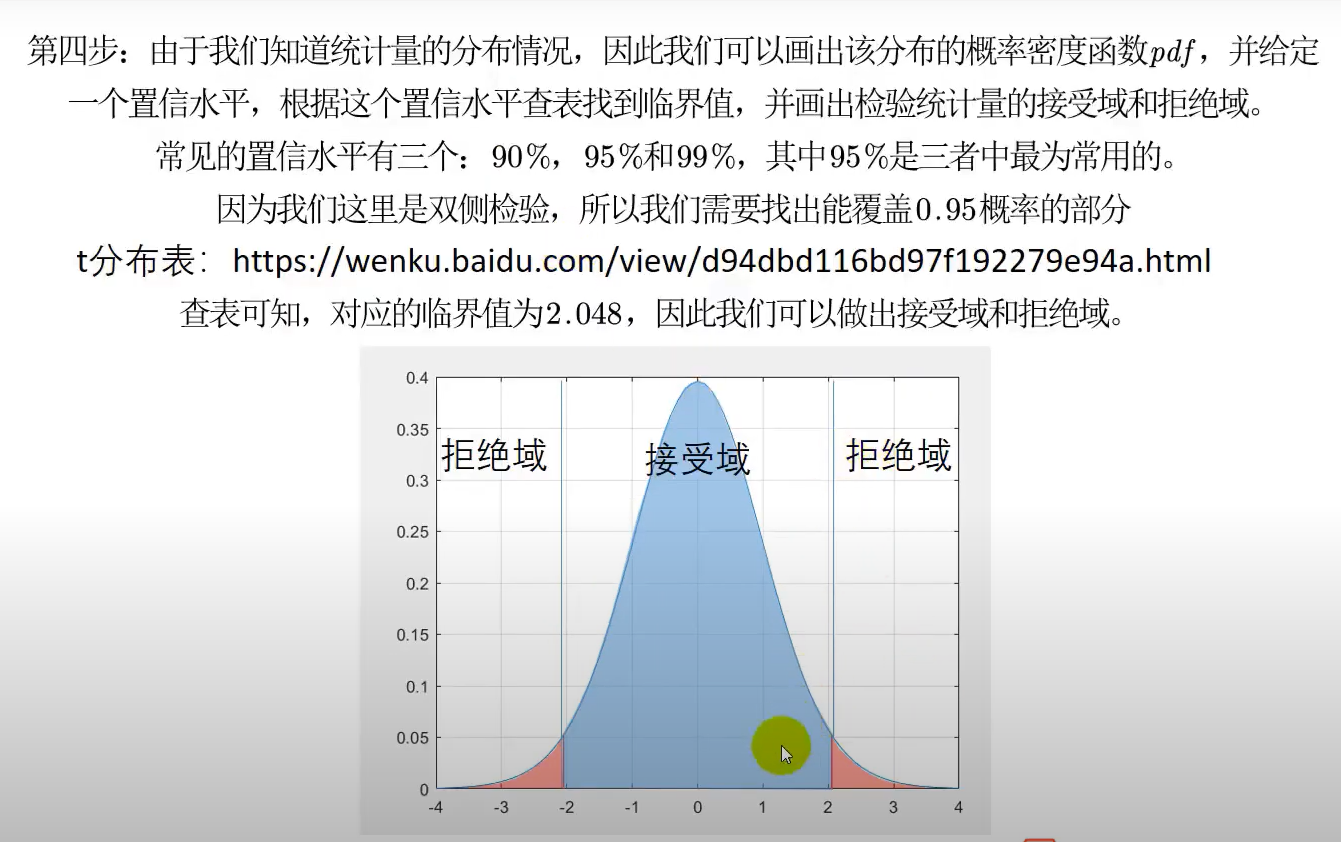 第四步：由于我们知道统计量的分布情况，因此我们可以画出该分布的概率密度函数pdf，并给定
一个置信水平，根据这个置信水平查表找到临界值，并画出检验统计量的接受域和拒绝域。
常见的置信水平有三个：90%，95%和99%，其中95%是三者中最为常用的。
因为我们这里是双侧检验，所以我们需要找出能覆盖0.95概率的部分
t分布表：https://wenku.baidu.com/view/d94dbd116bd97f192279e94a.html
查表可知，对应的临界值为2.048，因此我们可以做出接受域和拒绝域。
0.4
0.35
拒绝域 接受域 拒绝域
0.3
0.25
0.2
0.15
0.1
0.05
0
-4 -3 -2 -1 0 1 2 3 4